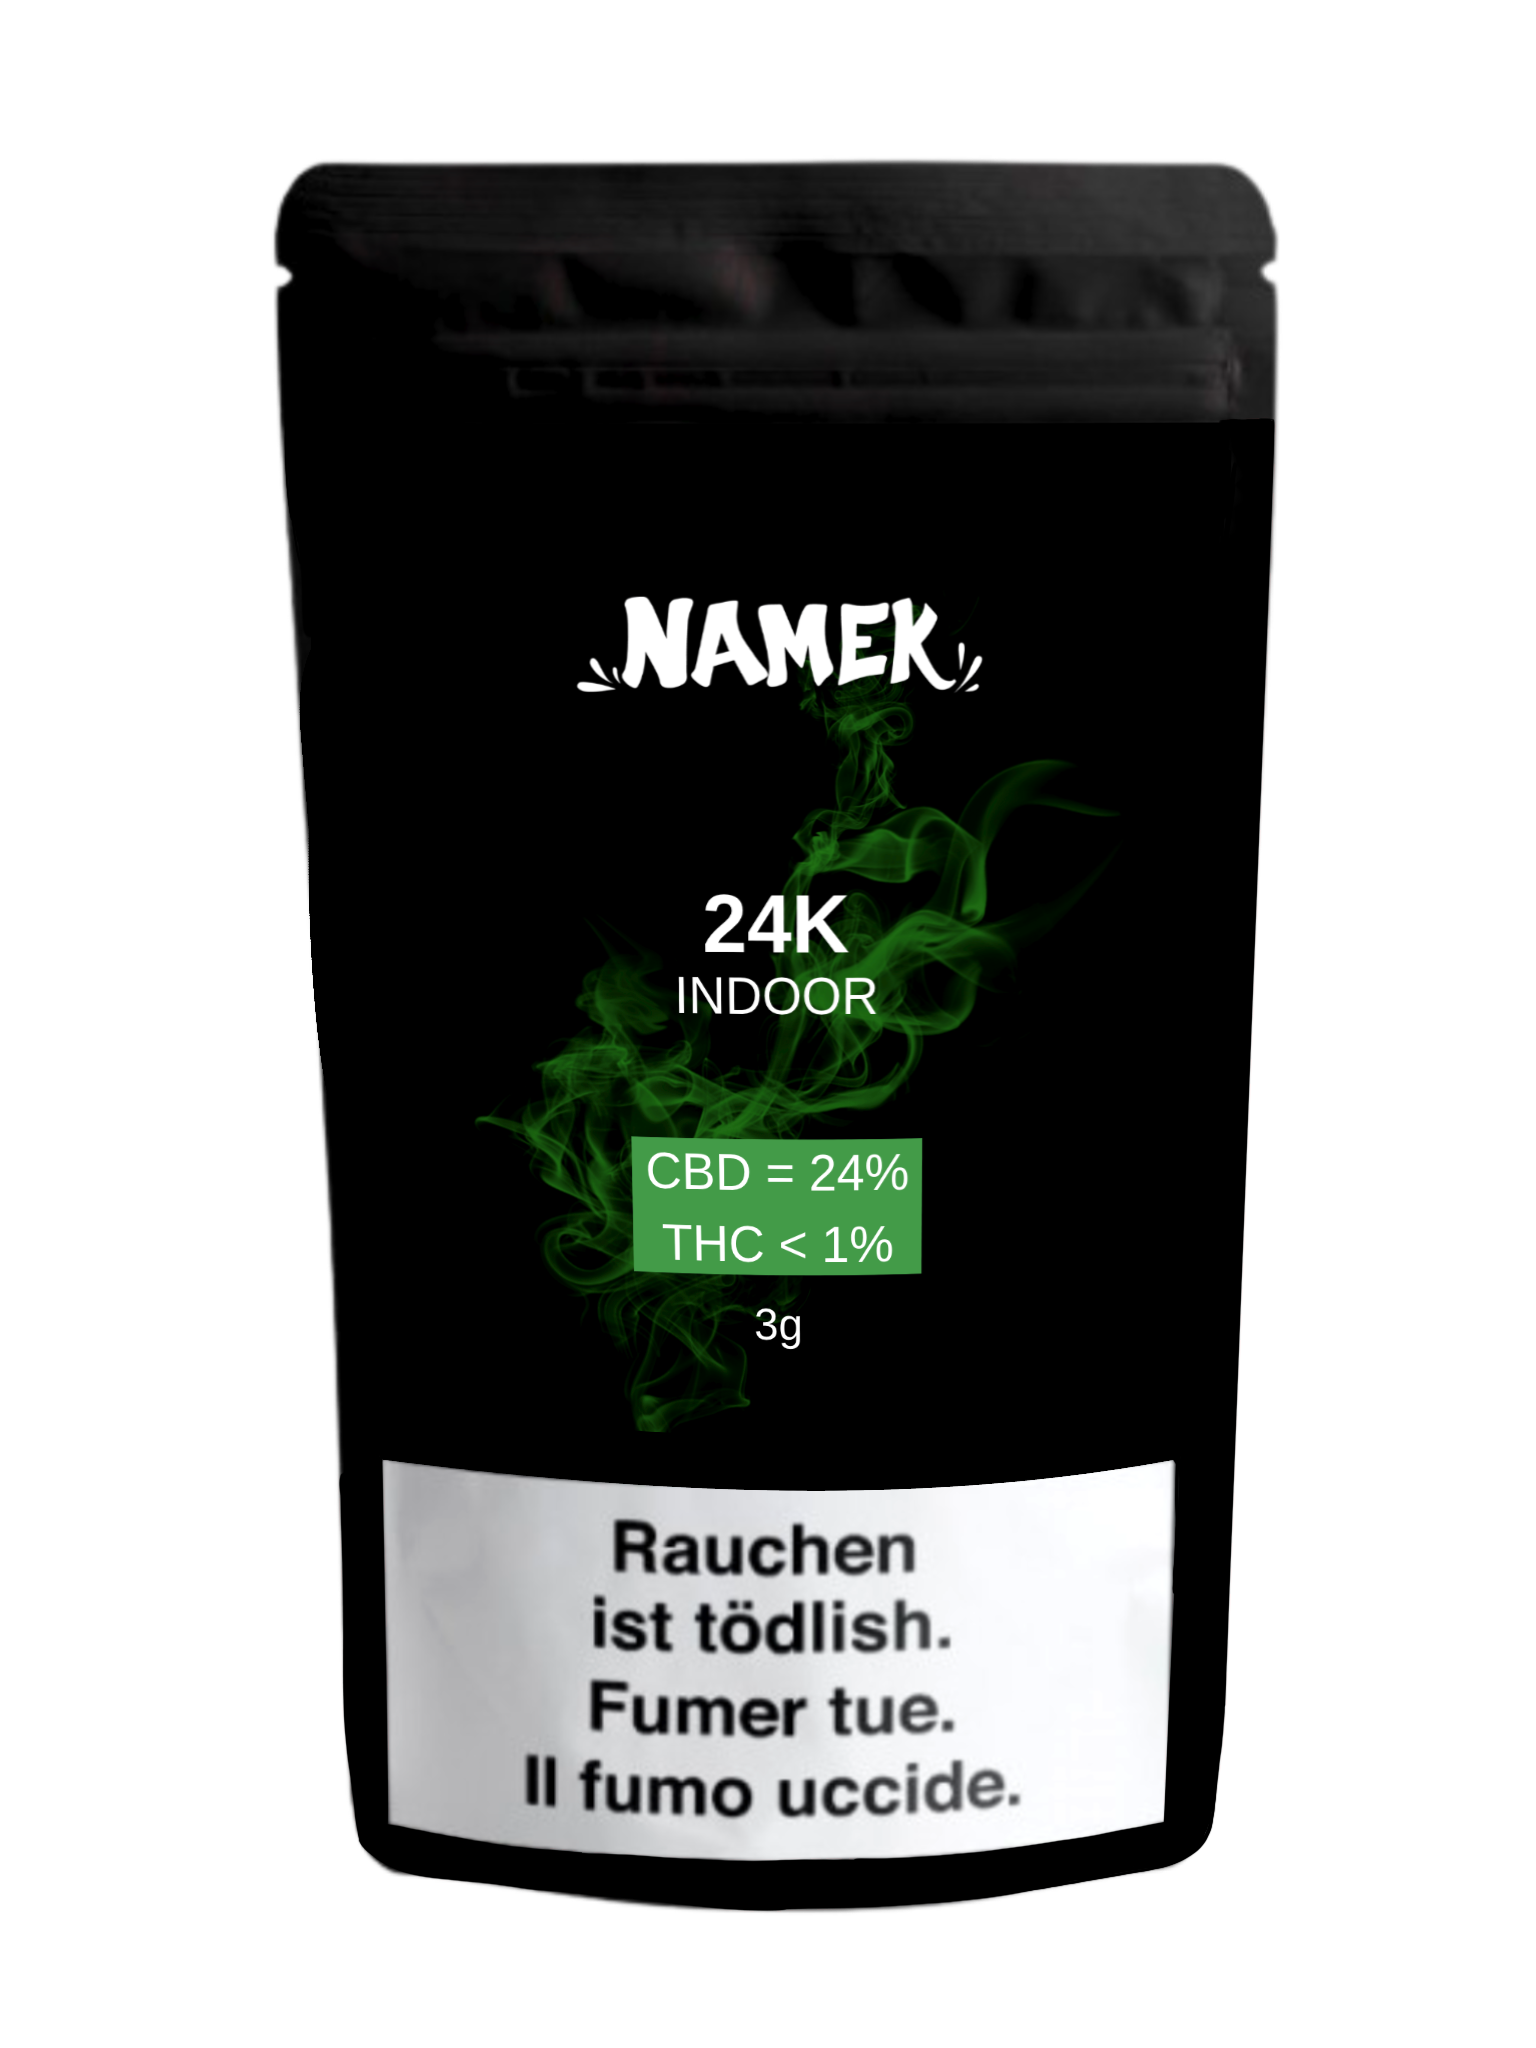 NAMEK
24K
INDOOR
CBD = 24%
THC < 1%
3g
Rauchen
ist tödlish.
Fumer tue.
Il fumo uccide.